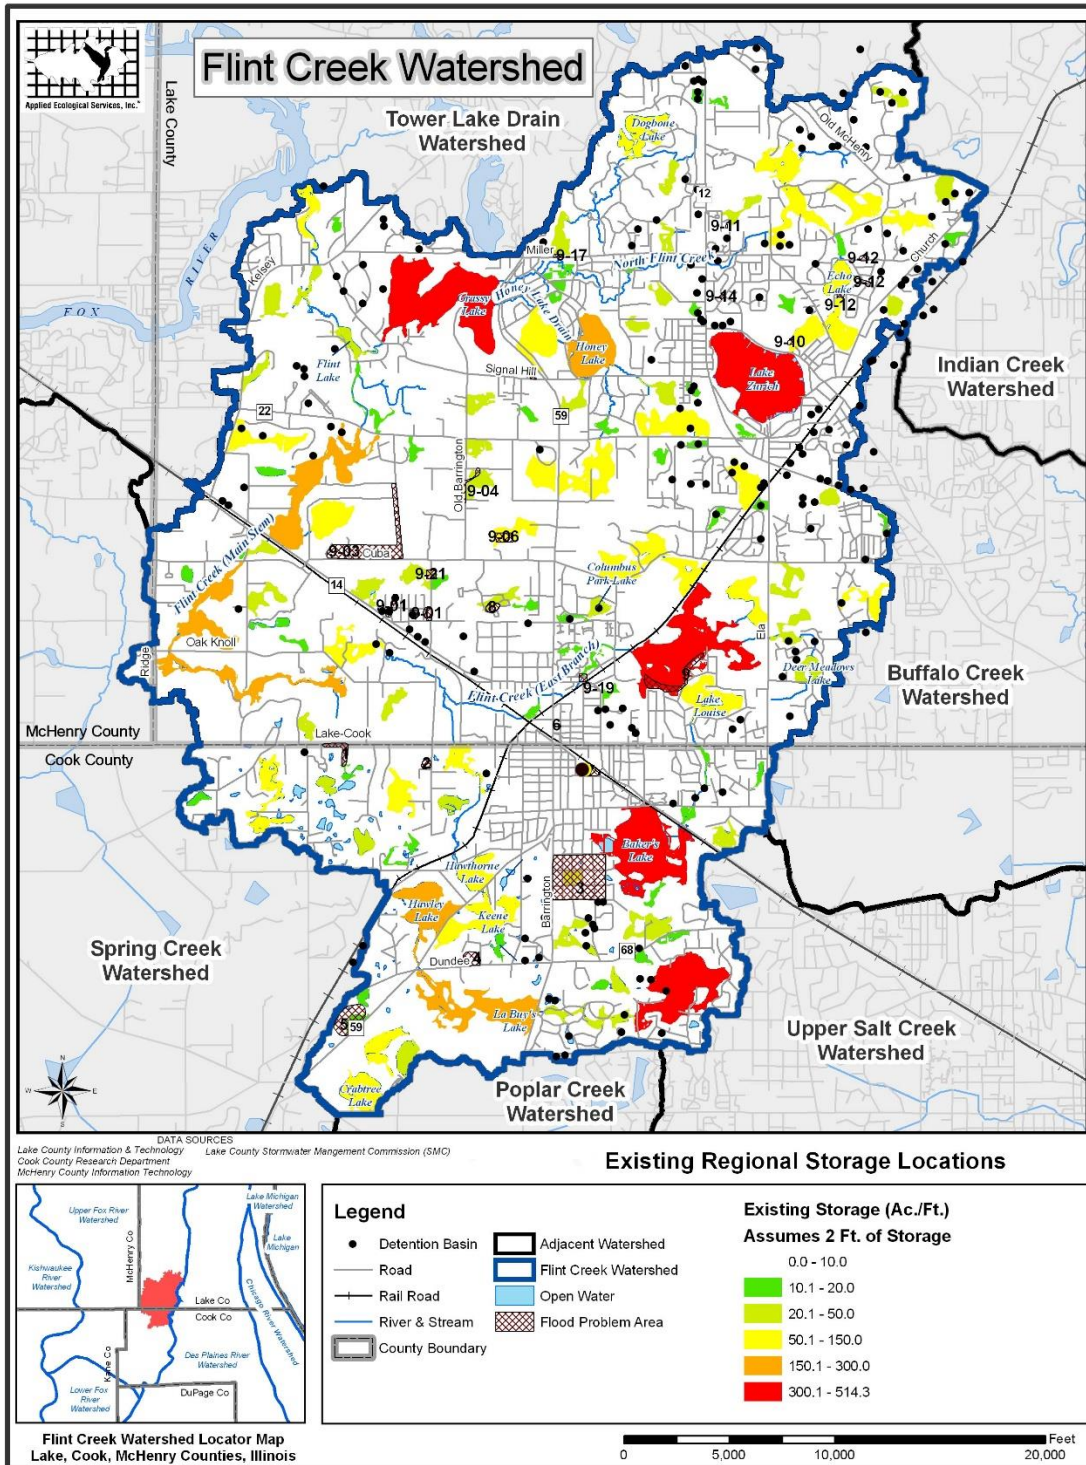 Applied Ecological Services, Inc.
Flint Creek Watershed
Lake County
Tower Lake Drain
Watershed
Dogbone
Lake
Old McHenry
12
9-11
Miller
9-17
North Flint Creek
9-12
Church
Echo
Lake
9-12
9-12
9-14
Kelsey
RIVER
FOX
Grassy
Lake
Honey Lake Drain
Honey
Lake
9-10
Lake
Zurich
Indian Creek
Watershed
Flint
Lake
Signal Hill
22
59
Old Barrington
9-04
9-06
9-03
Cuba
Flint Creek (Main Stem)
14
9-21
Columbus
Park Lake
9-01
9-01
8
Ela
Oak Knoll
Ridge
Flint Creek (East Branch)
9-19
Deer Meadows
Lake
Lake
Louise
Buffalo Creek
Watershed
6
McHenry County
Cook County
Lake-Cook
2
Baker's
Lake
Hawthorne
Lake
Barrington
3
Hawley
Lake
Keene
Lake
Spring Creek
Watershed
Dundee
4
68
La Buy's
Lake
5
59
Upper Salt Creek
Watershed
Crabtree
Lake
Poplar Creek
Watershed
N
W
E
S
DATA SOURCES
Lake County Information & Technology
Lake County Stormwater Mangement Commission (SMC)
Cook County Research Department
McHenry County Information Technology
Existing Regional Storage Locations
Upper Fox River
Watershed
McHenry Co
Lake Michigan
Watershed
Lake
Michigan
Kishwaukee
River
Watershed
Chicago River Watershed
Lake Co
Cook Co
Kane Co
Des Plaines River
Watershed
Lower Fox
River
Watershed
DuPage Co
Flint Creek Watershed Locator Map
Lake, Cook, McHenry Counties, Illinois
Legend
Detention Basin
Road
Rail Road
River & Stream
County Boundary
Adjacent Watershed
Flint Creek Watershed
Open Water
Flood Problem Area
Existing Storage (Ac./Ft.)
Assumes 2 Ft. of Storage
0.0 - 10.0
10.1 - 20.0
20.1 - 50.0
50.1 - 150.0
150.1 - 300.0
300.1 - 514.3
Feet
0
5,000
10,000
20,000